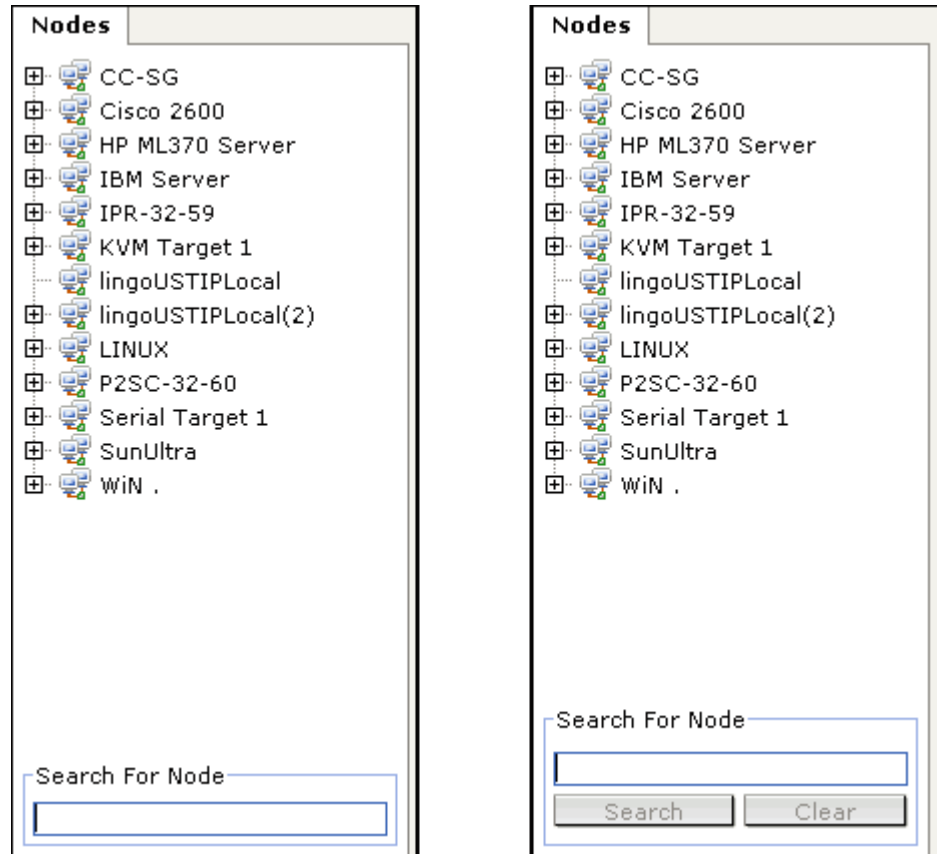 Nodes
CC-SG
Cisco 2600
HP ML370 Server
IBM Server
IPR-32-59
KVM Target 1
lingoUSTIPLocal
lingoUSTIPLocal(2)
LINUX
P2SC-32-60
Serial Target 1
SunUltra
WiN .
Search For Node
Nodes
CC-SG
Cisco 2600
HP ML370 Server
IBM Server
IPR-32-59
KVM Target 1
lingoUSTIPLocal
lingoUSTIPLocal(2)
LINUX
P2SC-32-60
Serial Target 1
SunUltra
WiN .
Search For Node
Search Clear